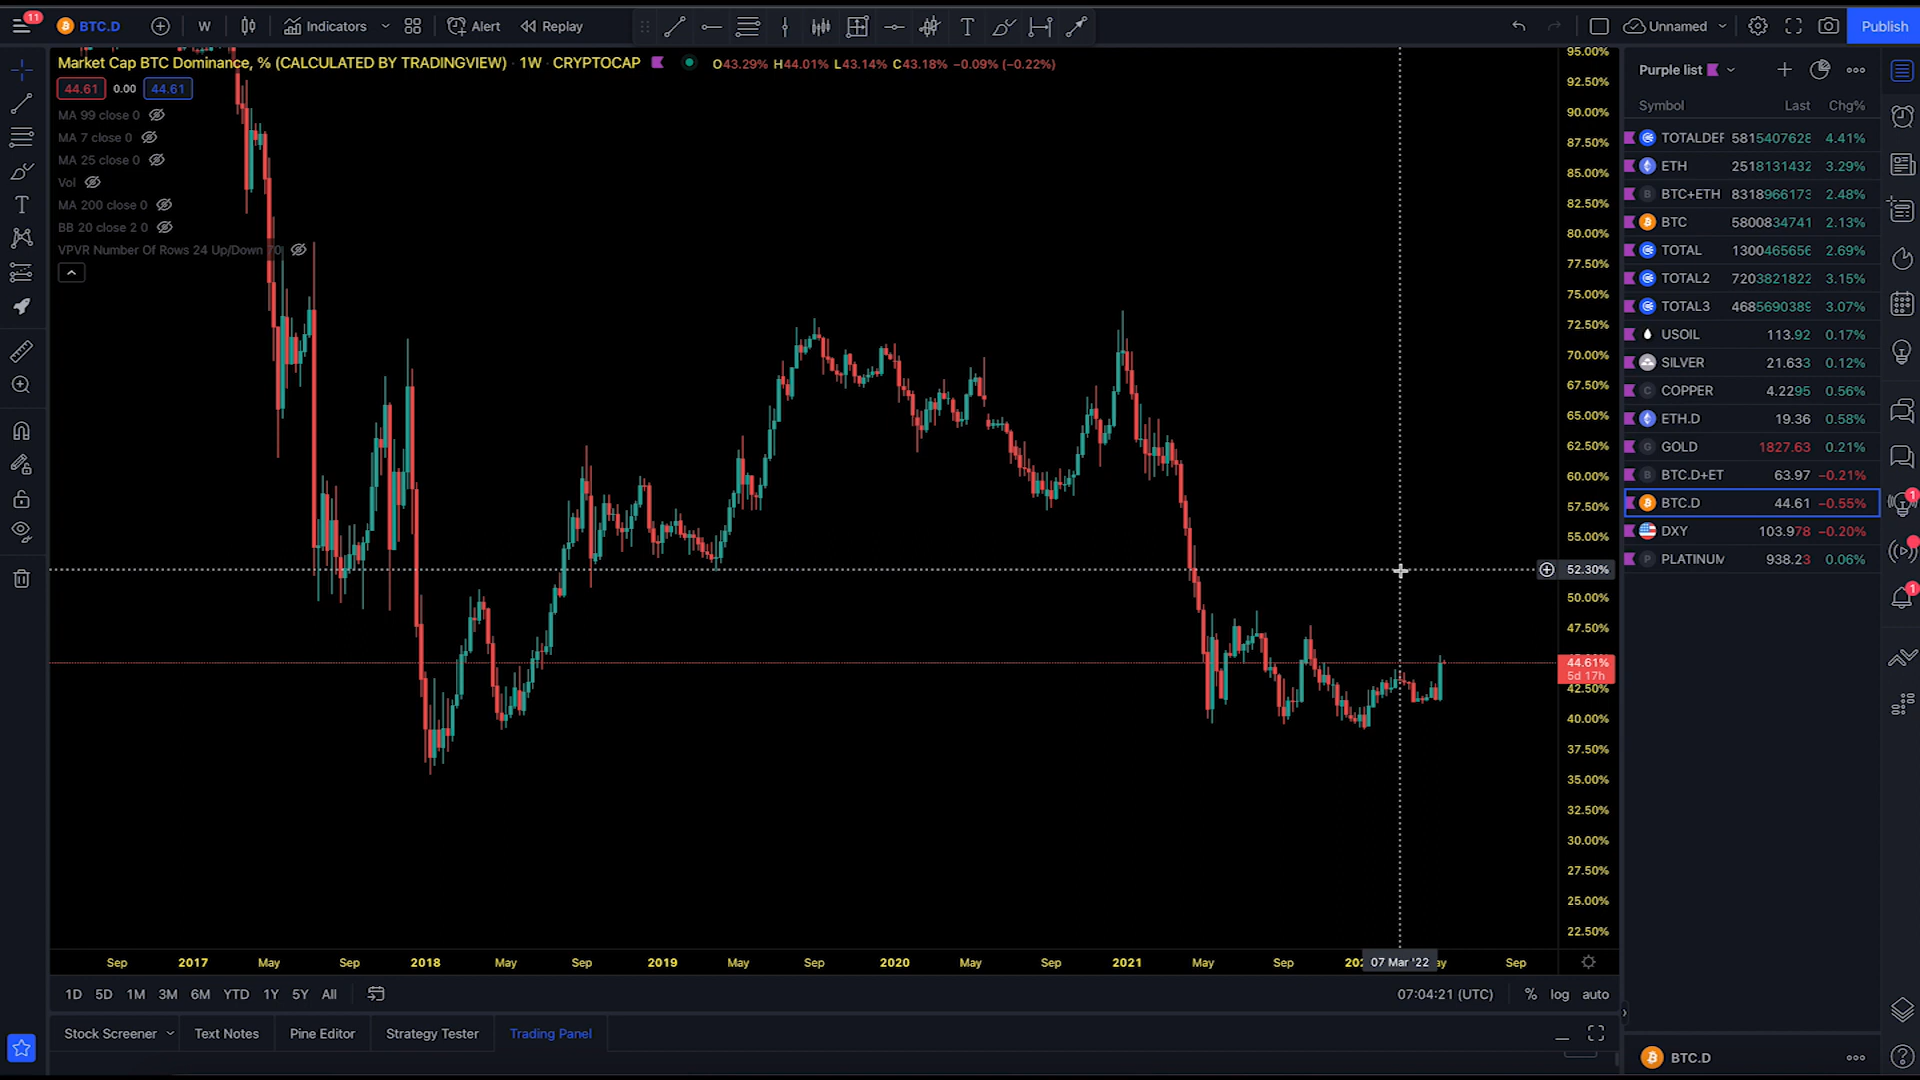 11
BTC.D
W
Indicators
Alert
Replay
Unnamed
Publish
Market Cap BTC Dominance, % (CALCULATED BY TRADINGVIEW) · 1W · CRYPTOCAP
O43.29% H44.01% L43.14% C43.18% −0.09% (−0.22%)
44.61 0.00 44.61
MA 99 close 0
MA 7 close 0
MA 25 close 0
Vol
MA 200 close 0
BB 20 close 2 0
VPVR Number Of Rows 24 Up/Down 70
95.00%
92.50%
90.00%
87.50%
85.00%
82.50%
80.00%
77.50%
75.00%
72.50%
70.00%
67.50%
65.00%
62.50%
60.00%
57.50%
55.00%
52.30%
50.00%
47.50%
44.61%
5d 17h
42.50%
40.00%
37.50%
35.00%
32.50%
30.00%
27.50%
25.00%
22.50%
Sep 2017 May Sep 2018 May Sep 2019 May Sep 2020 May Sep 2021 May Sep 07 Mar '22 Sep
1D 5D 1M 3M 6M YTD 1Y 5Y All
07:04:21 (UTC) % log auto
Stock Screener
Text Notes
Pine Editor
Strategy Tester
Trading Panel
Purple list
Symbol Last Chg%
TOTALDEF 5815407628 4.41%
ETH 2518131432 3.29%
BTC+ETH 8318966173 2.48%
BTC 5800834741 2.13%
TOTAL 1300465656 2.69%
TOTAL2 7203821822 3.15%
TOTAL3 4685690389 3.07%
USOIL 113.92 0.17%
SILVER 21.633 0.12%
COPPER 4.2295 0.56%
ETH.D 19.36 0.58%
GOLD 1827.63 0.21%
BTC.D+ET 63.97 −0.21%
BTC.D 44.61 −0.55%
DXY 103.978 −0.20%
PLATINUM 938.23 0.06%
1
1
BTC.D